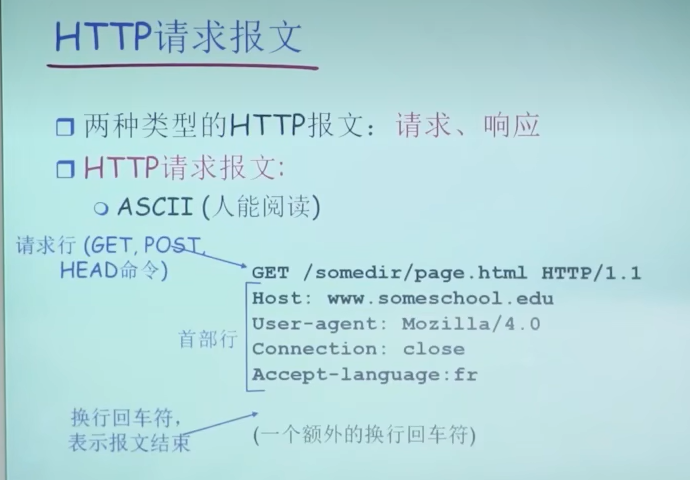 HTTP请求报文
两种类型的HTTP报文：请求、响应
HTTP请求报文:
ASCII (人能阅读)
请求行 (GET, POST,
HEAD命令)
GET /somedir/page.html HTTP/1.1
Host: www.someschool.edu
User-agent: Mozilla/4.0
Connection: close
Accept-language:fr
首部行
换行回车符，
表示报文结束
(一个额外的换行回车符)